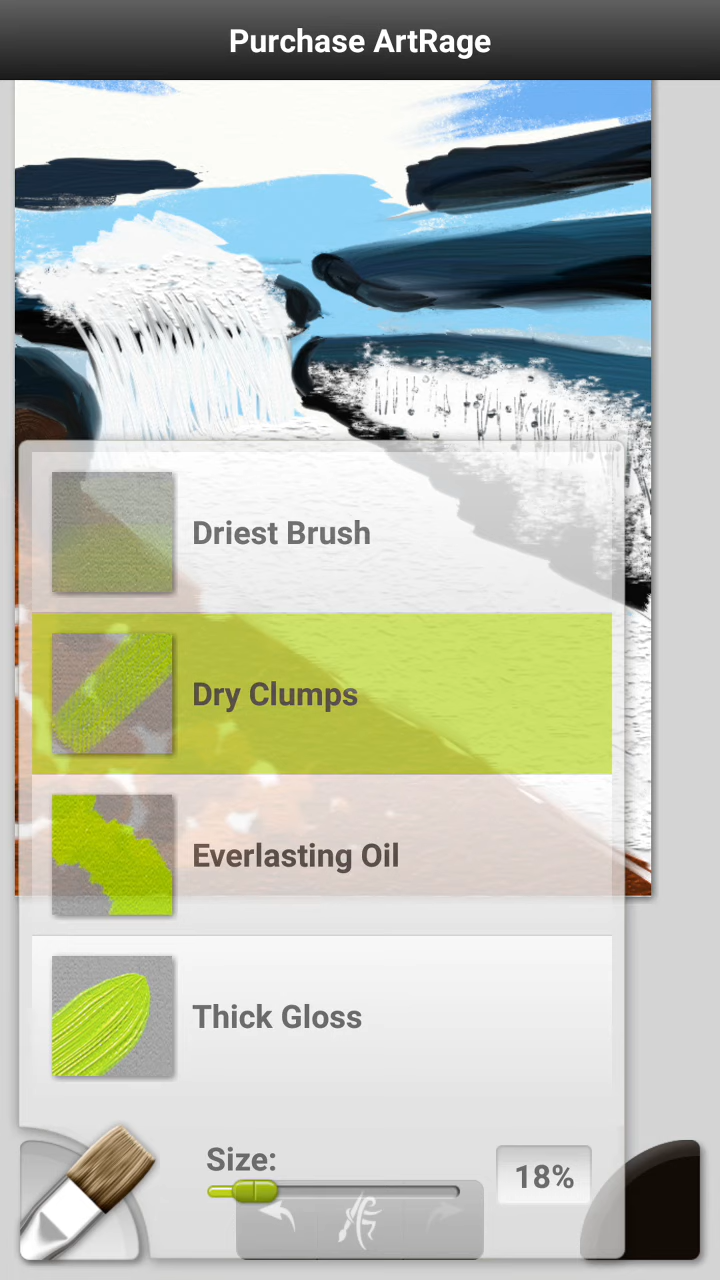 Purchase ArtRage
Driest Brush
Dry Clumps
Everlasting Oil
Thick Gloss
Size:
18%